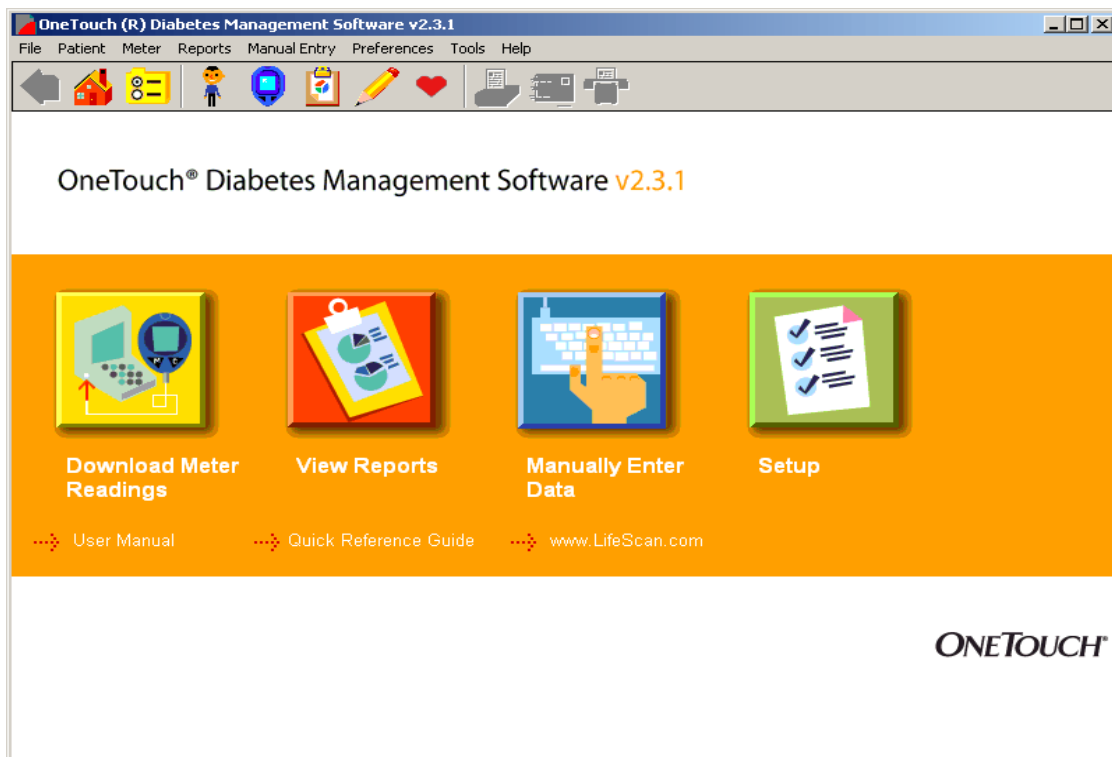 OneTouch (R) Diabetes Management Software v2.3.1
File Patient Meter Reports Manual Entry Preferences Tools Help
OneTouch® Diabetes Management Software v2.3.1
Download Meter
Readings
View Reports
Manually Enter
Data
Setup
User Manual
Quick Reference Guide
www.LifeScan.com
ONETOUCH®